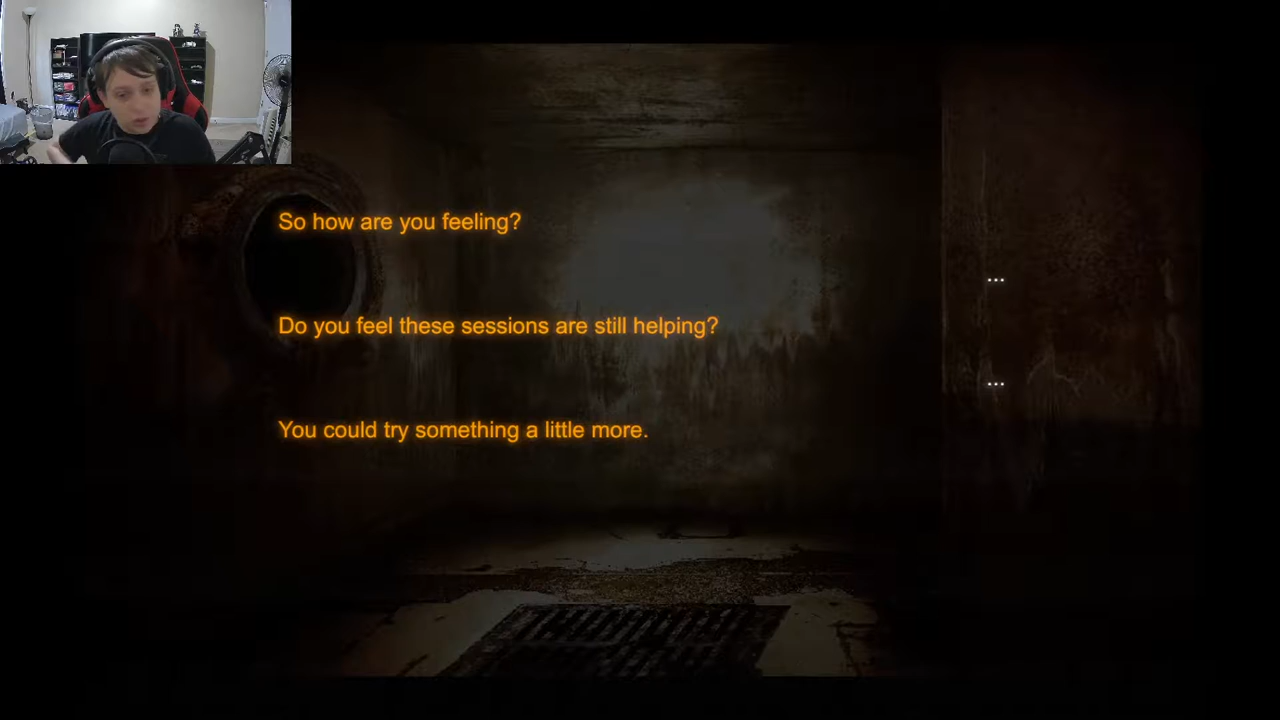 So how are you feeling?
...
Do you feel these sessions are still helping?
...
You could try something a little more.